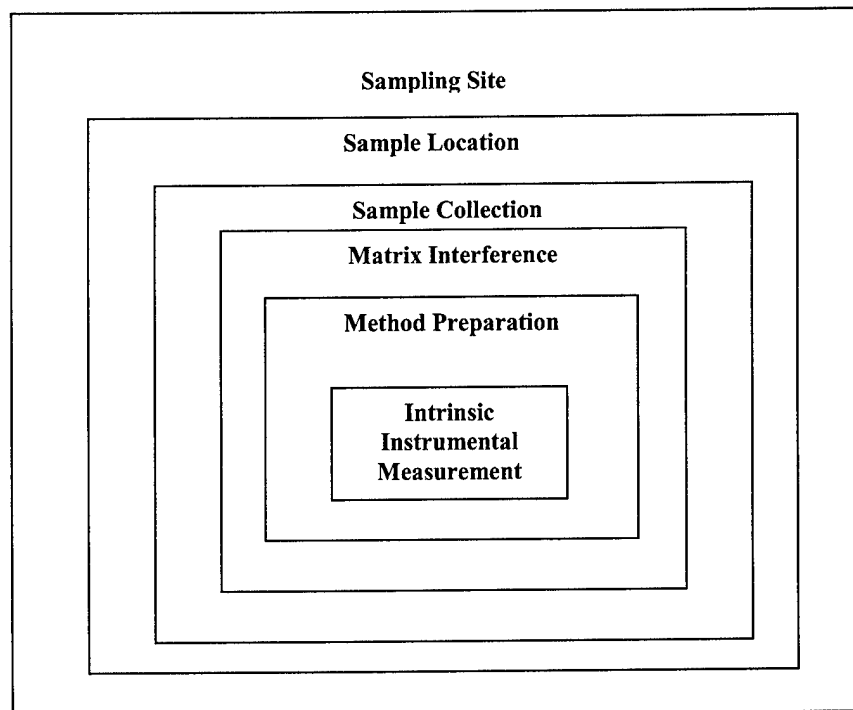 Sampling Site
Sample Location
Sample Collection
Matrix Interference
Method Preparation
Intrinsic
Instrumental
Measurement